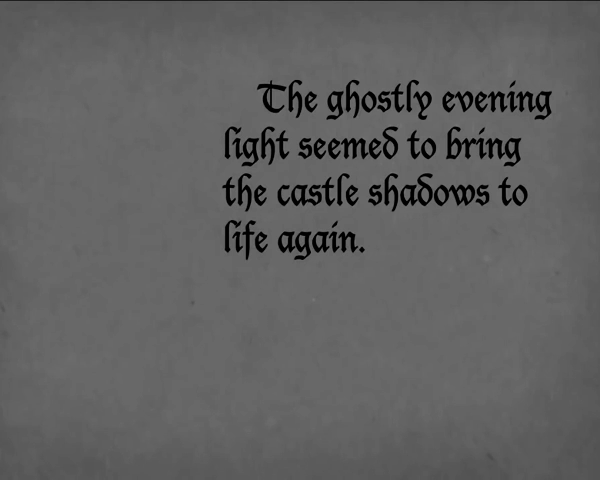 The ghostly evening
light seemed to bring
the castle shadows to
life again.